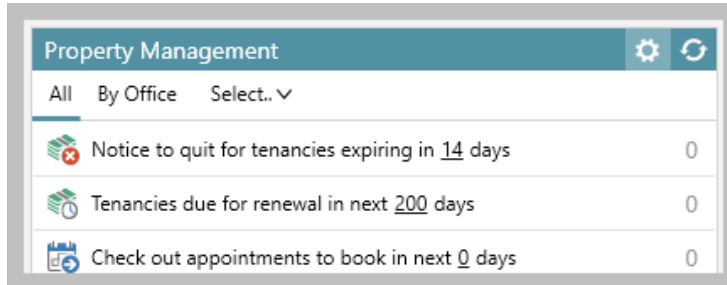 Property Management
All By Office Select..
Notice to quit for tenancies expiring in 14 days 0
Tenancies due for renewal in next 200 days 0
Check out appointments to book in next 0 days 0